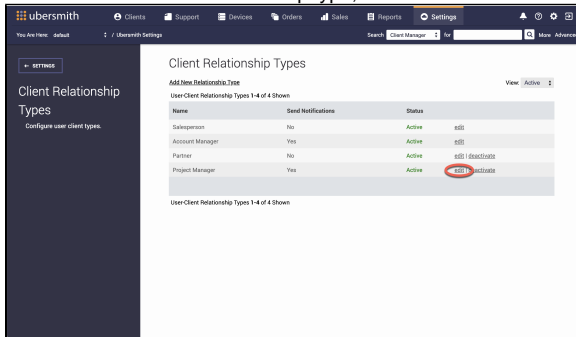 ubersmith Clients Support Devices Orders Sales Reports Settings
You Are Here: default / Ubersmith Settings Search Client Manager for More Advanced
← SETTINGS
Client Relationship Types
Configure user client types.
Client Relationship Types
Add New Relationship Type View: Active
User-Client Relationship Types 1-4 of 4 Shown
Name Send Notifications Status
Salesperson No Active edit
Account Manager Yes Active edit
Partner No Active edit | deactivate
Project Manager Yes Active edit | deactivate
User-Client Relationship Types 1-4 of 4 Shown